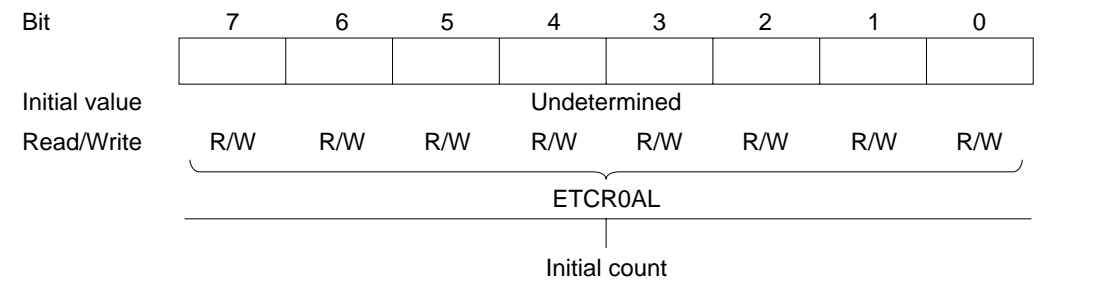 Bit 7 6 5 4 3 2 1 0
Initial value Undetermined
Read/Write R/W R/W R/W R/W R/W R/W R/W R/W
ETCR0AL
Initial count